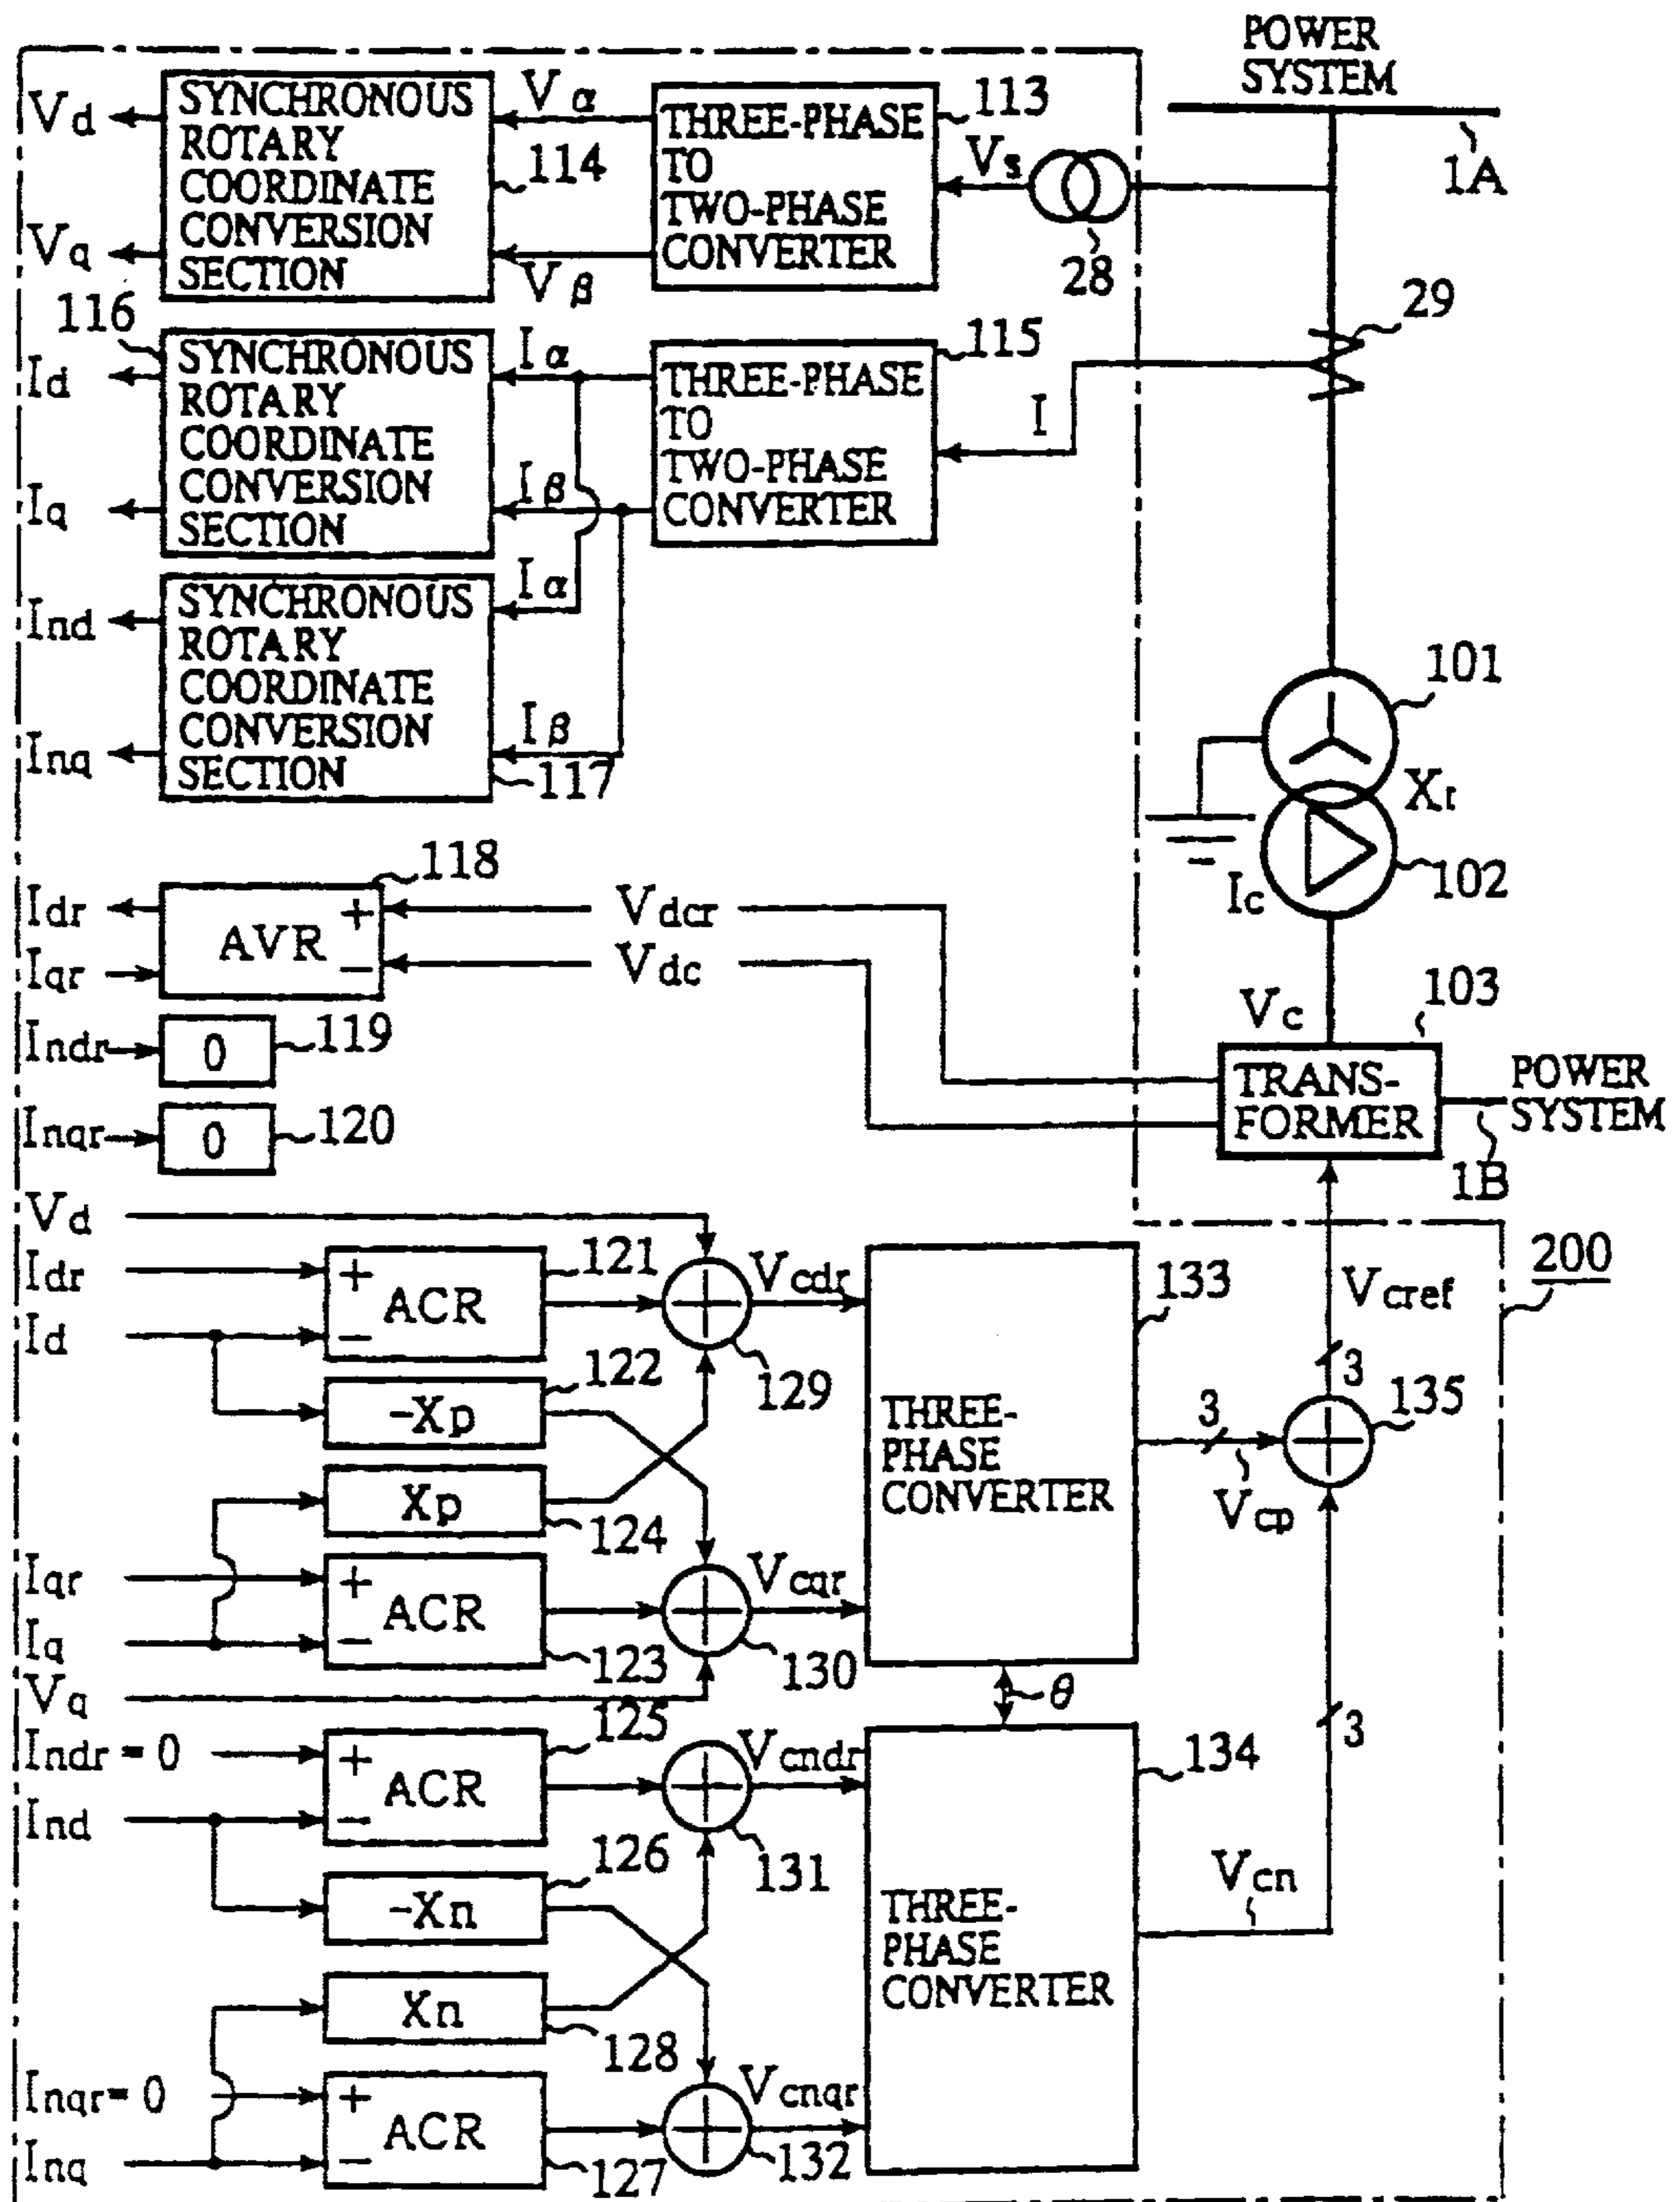 POWER
SYSTEM
1A
Vd
Vq
SYNCHRONOUS
ROTARY
COORDINATE
CONVERSION
SECTION
Vα
114
Vβ
THREE-PHASE
TO
TWO-PHASE
CONVERTER
113
Vs
28
29
116
Id
Iq
SYNCHRONOUS
ROTARY
COORDINATE
CONVERSION
SECTION
Iα
Iβ
THREE-PHASE
TO
TWO-PHASE
CONVERTER
115
I
Ind
Inq
SYNCHRONOUS
ROTARY
COORDINATE
CONVERSION
SECTION
Iα
Iβ
117
101
Xt
102
Ic
Idr
Iqr
AVR
+
−
118
Vdcr
Vdc
Vc
103
TRANS-
FORMER
POWER
SYSTEM
1B
Indr
0
119
Inqr
0
120
Vd
Idr
Id
+
−
ACR
121
-Xp
122
Xp
124
Iqr
Iq
+
−
ACR
123
Vq
129
Vcdr
130
Vcqr
THREE-
PHASE
CONVERTER
133
200
Vcref
3
135
3
Vcp
θ
Indr = 0
Ind
+
−
ACR
125
-Xn
126
Xn
128
Inqr = 0
Inq
+
−
ACR
127
131
Vcndr
132
Vcnqr
THREE-
PHASE
CONVERTER
134
3
Vcn